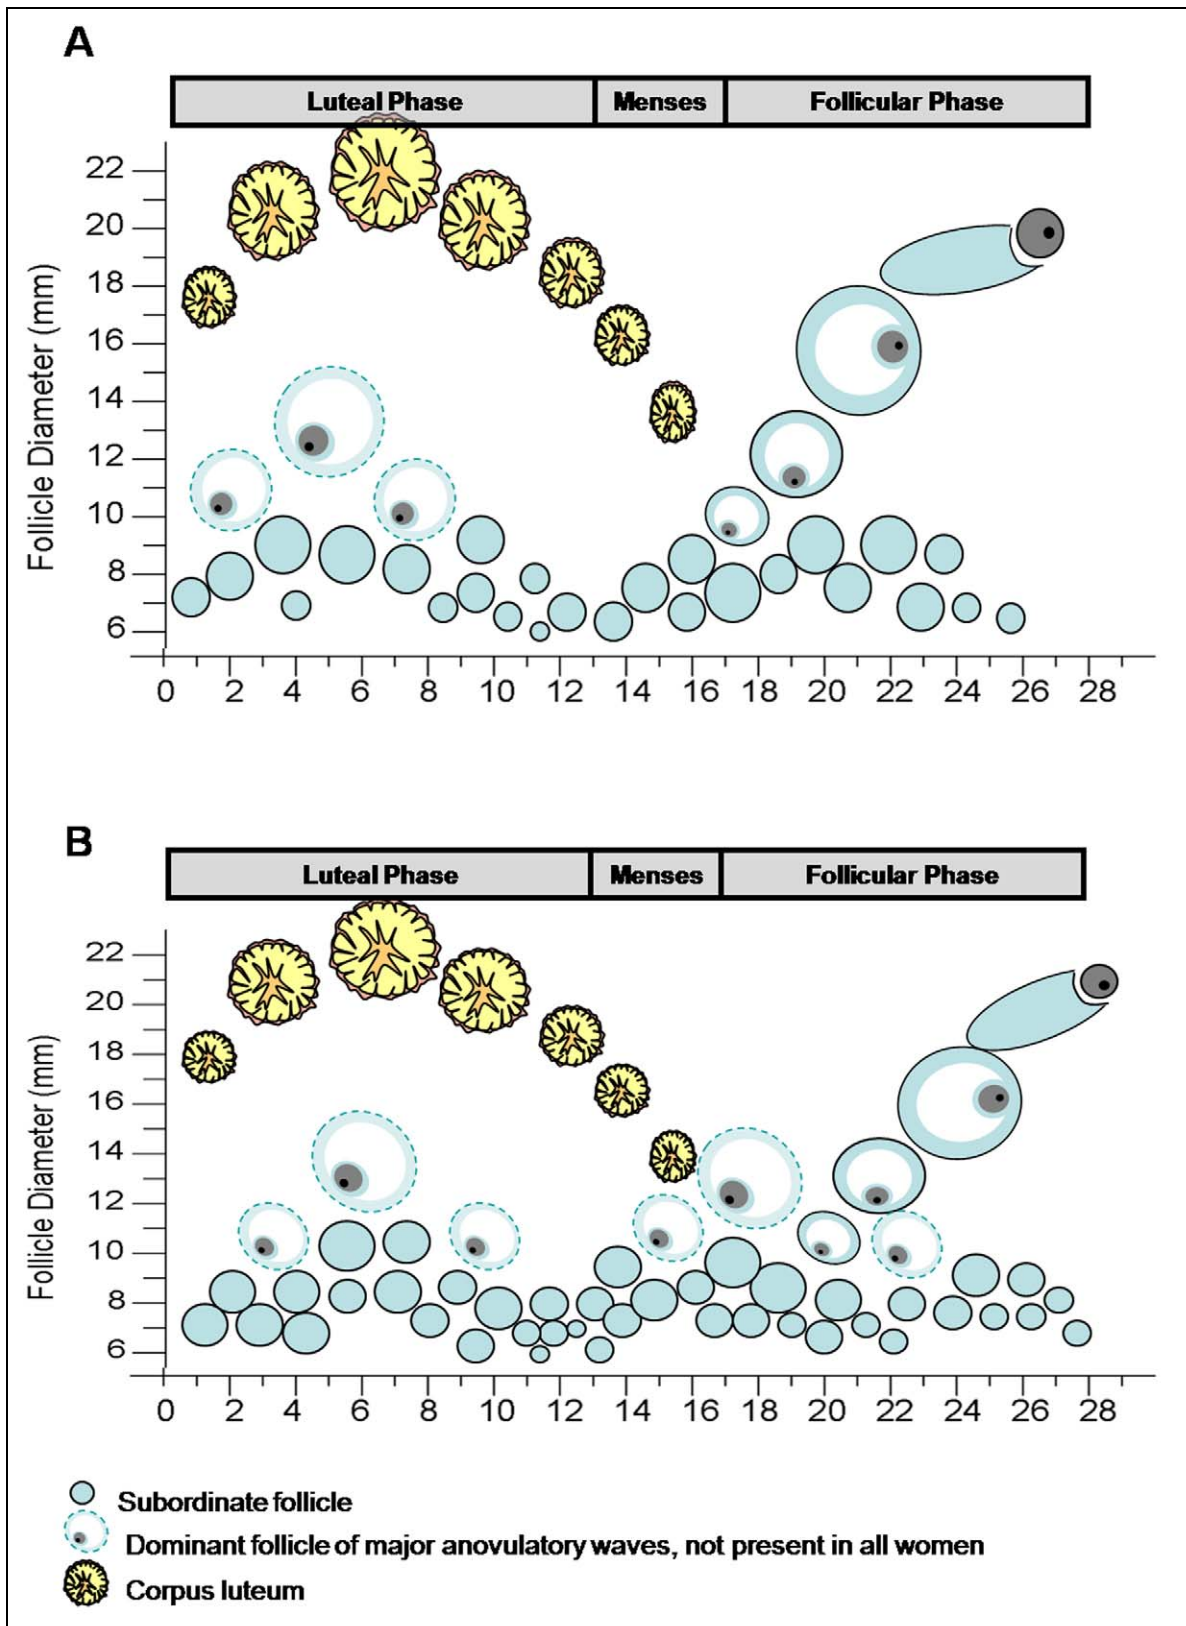 A
Luteal Phase Menses Follicular Phase
22
20
18
16
14
12
10
8
6
Follicle Diameter (mm)
0 2 4 6 8 10 12 14 16 18 20 22 24 26 28
B
Luteal Phase Menses Follicular Phase
22
20
18
16
14
12
10
8
6
Follicle Diameter (mm)
0 2 4 6 8 10 12 14 16 18 20 22 24 26 28
Subordinate follicle
Dominant follicle of major anovulatory waves, not present in all women
Corpus luteum